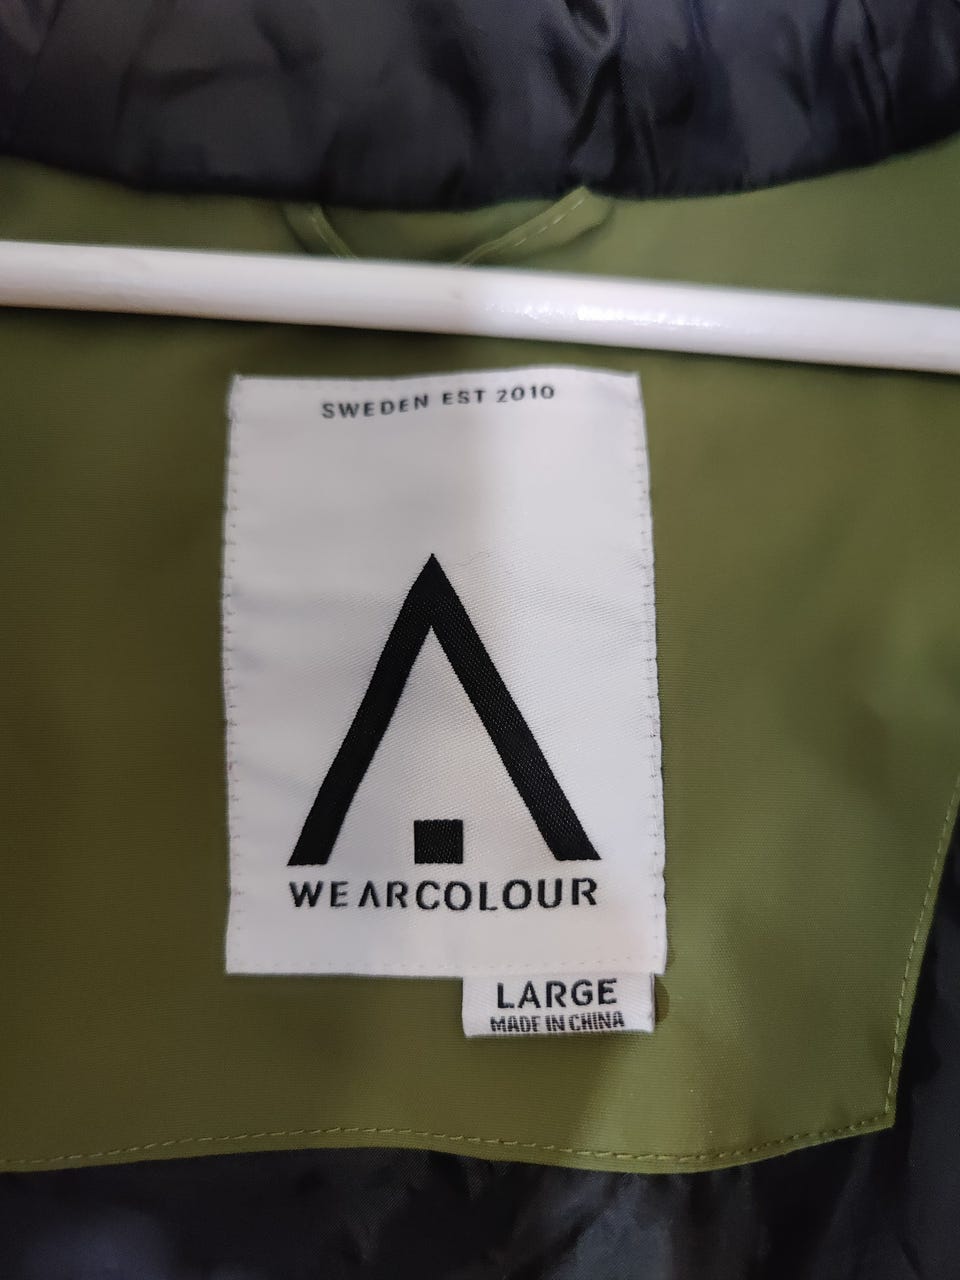 SWEDEN EST 2010
WEARCOLOUR
LARGE
MADE IN CHINA